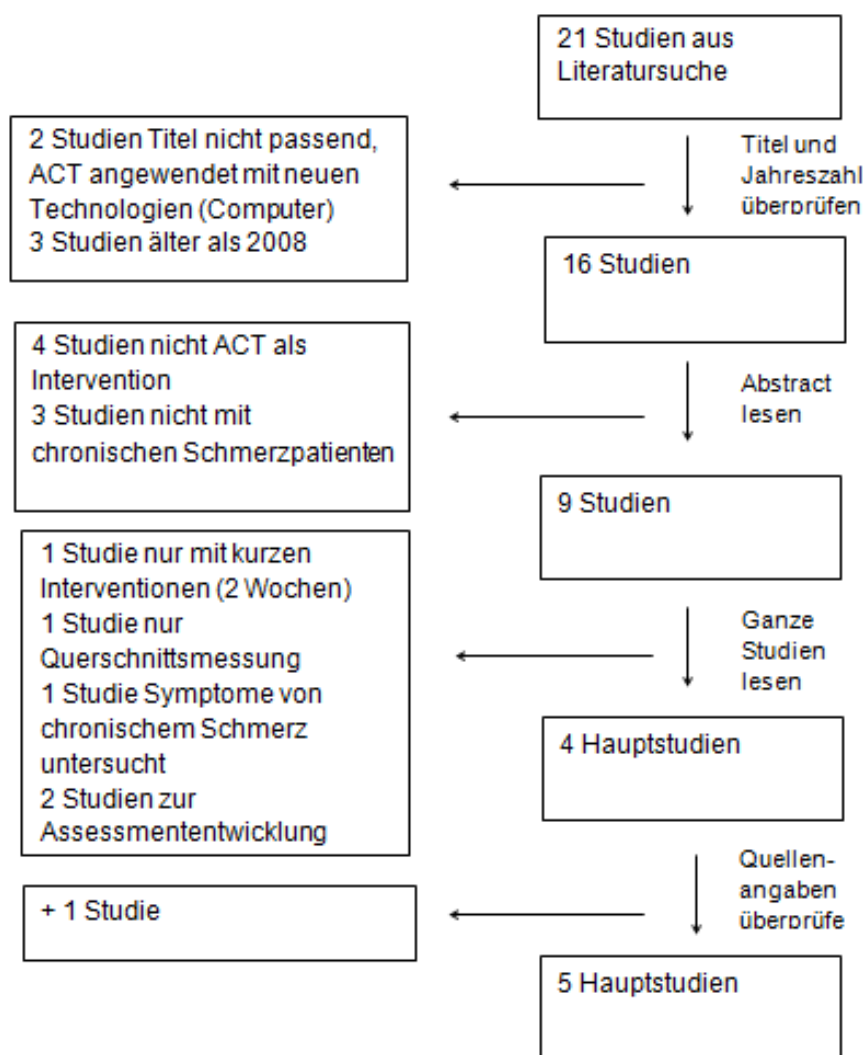 21 Studien aus
Literatursuche
Titel und
Jahreszahl
überprüfen
2 Studien Titel nicht passend,
ACT angewendet mit neuen
Technologien (Computer)
3 Studien älter als 2008
16 Studien
Abstract
lesen
4 Studien nicht ACT als
Intervention
3 Studien nicht mit
chronischen Schmerzpatienten
9 Studien
Ganze
Studien
lesen
1 Studie nur mit kurzen
Interventionen (2 Wochen)
1 Studie nur
Querschnittsmessung
1 Studie Symptome von
chronischem Schmerz
untersucht
2 Studien zur
Assessmententwicklung
4 Hauptstudien
Quellen-
angaben
überprüfe
+ 1 Studie
5 Hauptstudien